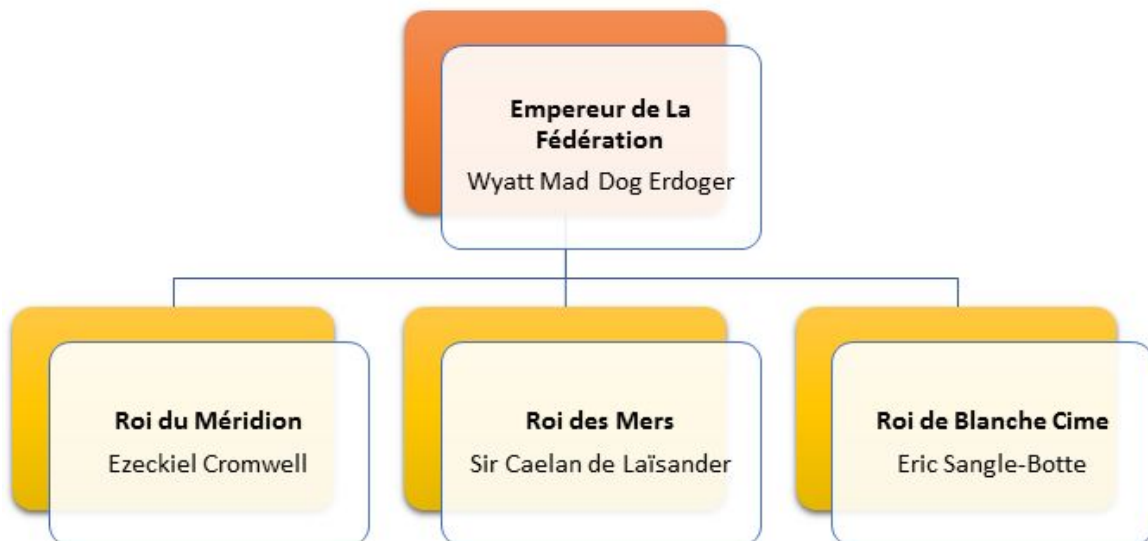 Empereur de La
Fédération
Wyatt Mad Dog Erdoger
Roi du Méridion
Ezeckiel Cromwell
Roi des Mers
Sir Caelan de Laïsander
Roi de Blanche Cime
Eric Sangle-Botte